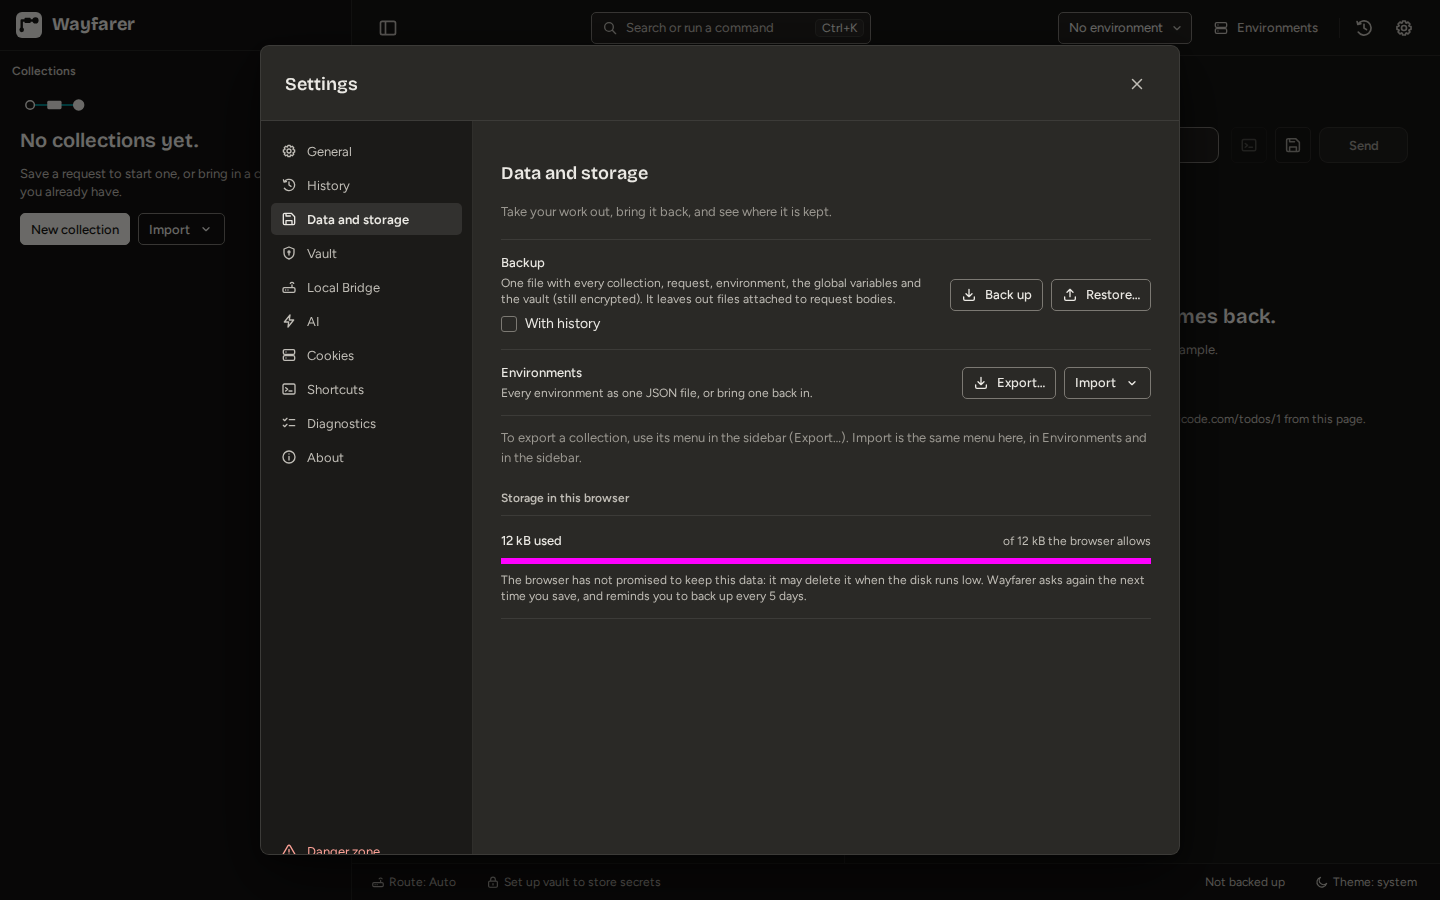 Wayfarer
Search or run a command
Ctrl+K
No environment
Environments
Collections
No collections yet.
Save a request to start one, or bring in a c
you already have.
New collection
Import
Send
mes back.
ample.
code.com/todos/1 from this page.
Settings
General
History
Data and storage
Vault
Local Bridge
AI
Cookies
Shortcuts
Diagnostics
About
Danger zone
Data and storage
Take your work out, bring it back, and see where it is kept.
Backup
One file with every collection, request, environment, the global variables and
the vault (still encrypted). It leaves out files attached to request bodies.
With history
Back up
Restore...
Environments
Every environment as one JSON file, or bring one back in.
Export...
Import
To export a collection, use its menu in the sidebar (Export...). Import is the same menu here, in Environments and
in the sidebar.
Storage in this browser
12 kB used
of 12 kB the browser allows
The browser has not promised to keep this data: it may delete it when the disk runs low. Wayfarer asks again the next
time you save, and reminds you to back up every 5 days.
Route: Auto
Set up vault to store secrets
Not backed up
Theme: system